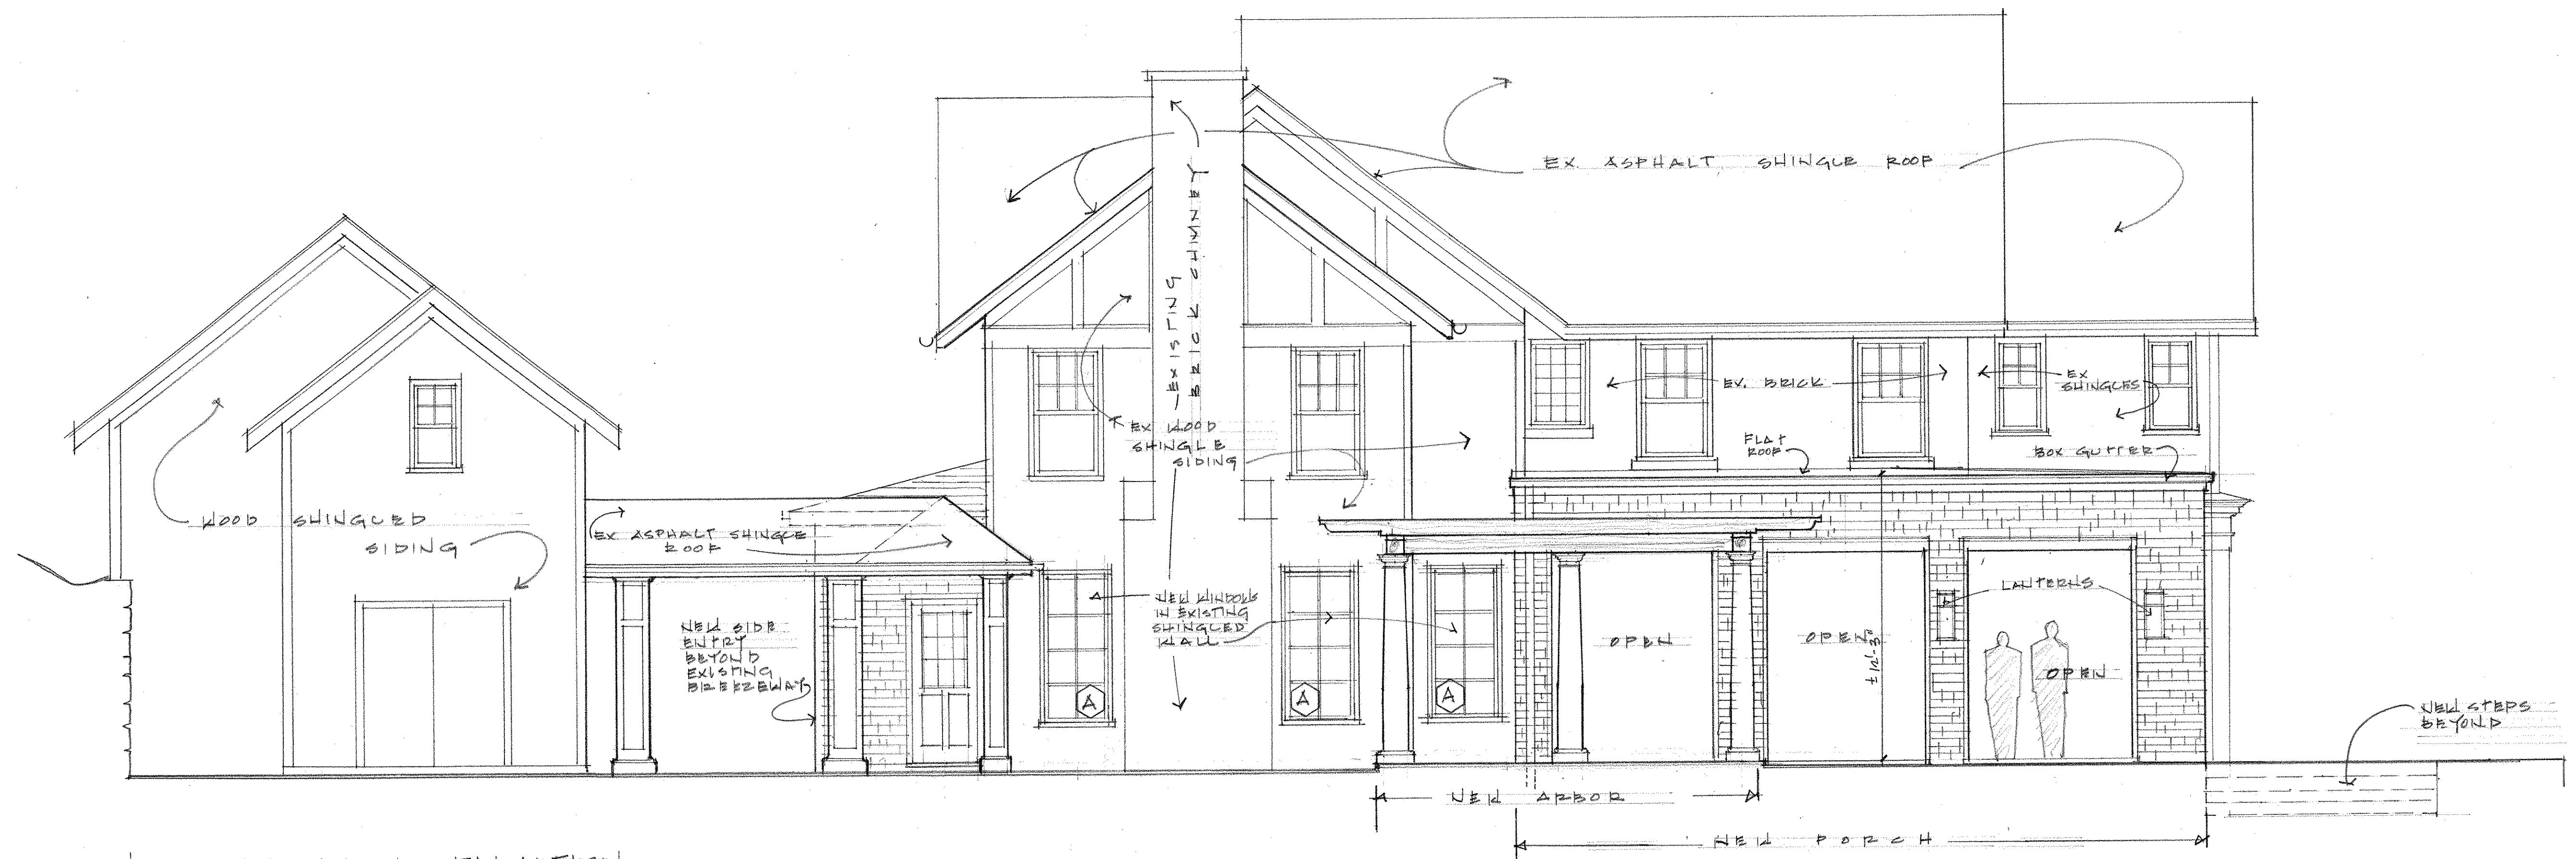 EX. ASPHALT SHINGLE ROOF
EXISTING
BRICK CHIMNEY
EX. BRICK
EX
SHINGLES
EX WOOD
SHINGLE
SIDING
FLAT
ROOF
BOX GUTTER
WOOD SHINGLED
SIDING
EX ASPHALT SHINGLE
ROOF
NEW WINDOWS
IN EXISTING
SHINGLED
WALL
LANTERNS
NEW SIDE
ENTRY
BEYOND
EXISTING
BREEZEWAY
OPEN
OPEN
OPEN
±12'-3"
A
A
A
NEW STEPS
BEYOND
NEW ARBOR
NEW PORCH